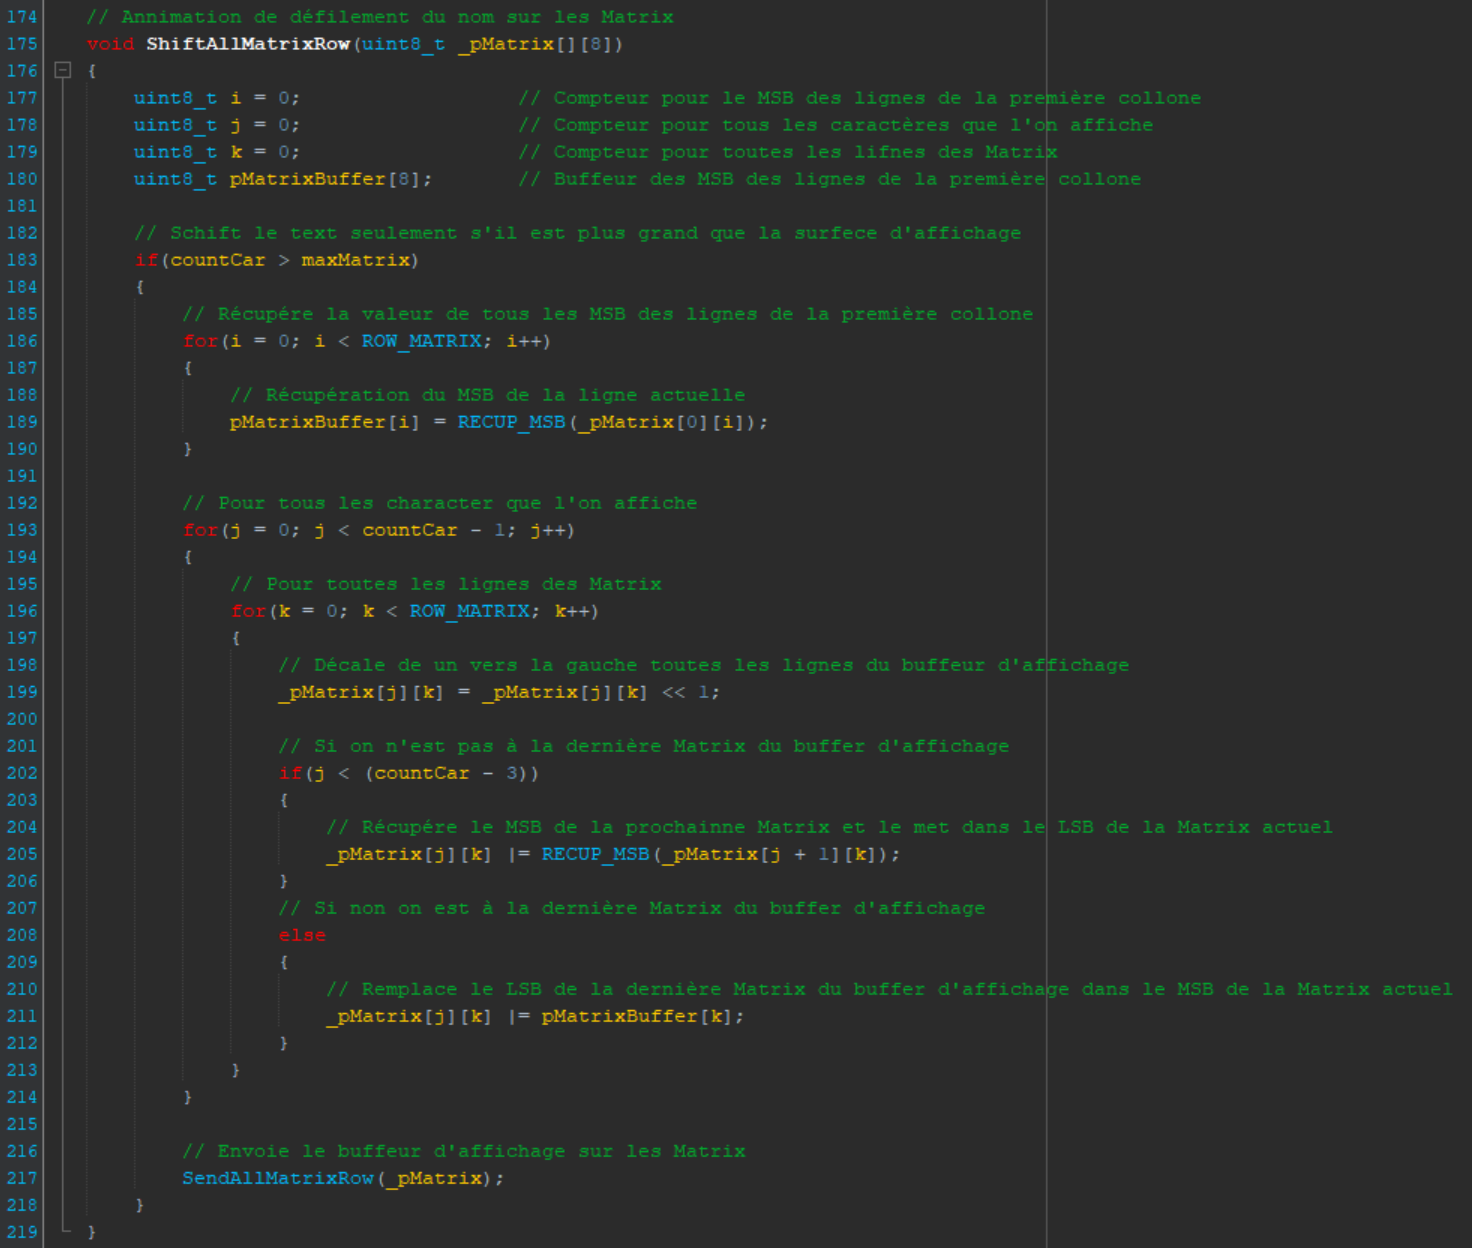 174 // Annimation de défilement du nom sur les Matrix
175 void ShiftAllMatrixRow(uint8_t _pMatrix[][8])
176 {
177 uint8_t i = 0; // Compteur pour le MSB des lignes de la première collone
178 uint8_t j = 0; // Compteur pour tous les caractères que l'on affiche
179 uint8_t k = 0; // Compteur pour toutes les lifnes des Matrix
180 uint8_t pMatrixBuffer[8]; // Buffeur des MSB des lignes de la première collone
181
182 // Schift le text seulement s'il est plus grand que la surfece d'affichage
183 if(countCar > maxMatrix)
184 {
185 // Récupére la valeur de tous les MSB des lignes de la première collone
186 for(i = 0; i < ROW_MATRIX; i++)
187 {
188 // Récupération du MSB de la ligne actuelle
189 pMatrixBuffer[i] = RECUP_MSB(_pMatrix[0][i]);
190 }
191
192 // Pour tous les character que l'on affiche
193 for(j = 0; j < countCar - 1; j++)
194 {
195 // Pour toutes les lignes des Matrix
196 for(k = 0; k < ROW_MATRIX; k++)
197 {
198 // Décale de un vers la gauche toutes les lignes du buffeur d'affichage
199 _pMatrix[j][k] = _pMatrix[j][k] << 1;
200
201 // Si on n'est pas à la dernière Matrix du buffer d'affichage
202 if(j < (countCar - 3))
203 {
204 // Récupére le MSB de la prochainne Matrix et le met dans le LSB de la Matrix actuel
205 _pMatrix[j][k] |= RECUP_MSB(_pMatrix[j + 1][k]);
206 }
207 // Si non on est à la dernière Matrix du buffer d'affichage
208 else
209 {
210 // Remplace le LSB de la dernière Matrix du buffer d'affichage dans le MSB de la Matrix actuel
211 _pMatrix[j][k] |= pMatrixBuffer[k];
212 }
213 }
214 }
215
216 // Envoie le buffeur d'affichage sur les Matrix
217 SendAllMatrixRow(_pMatrix);
218 }
219 }